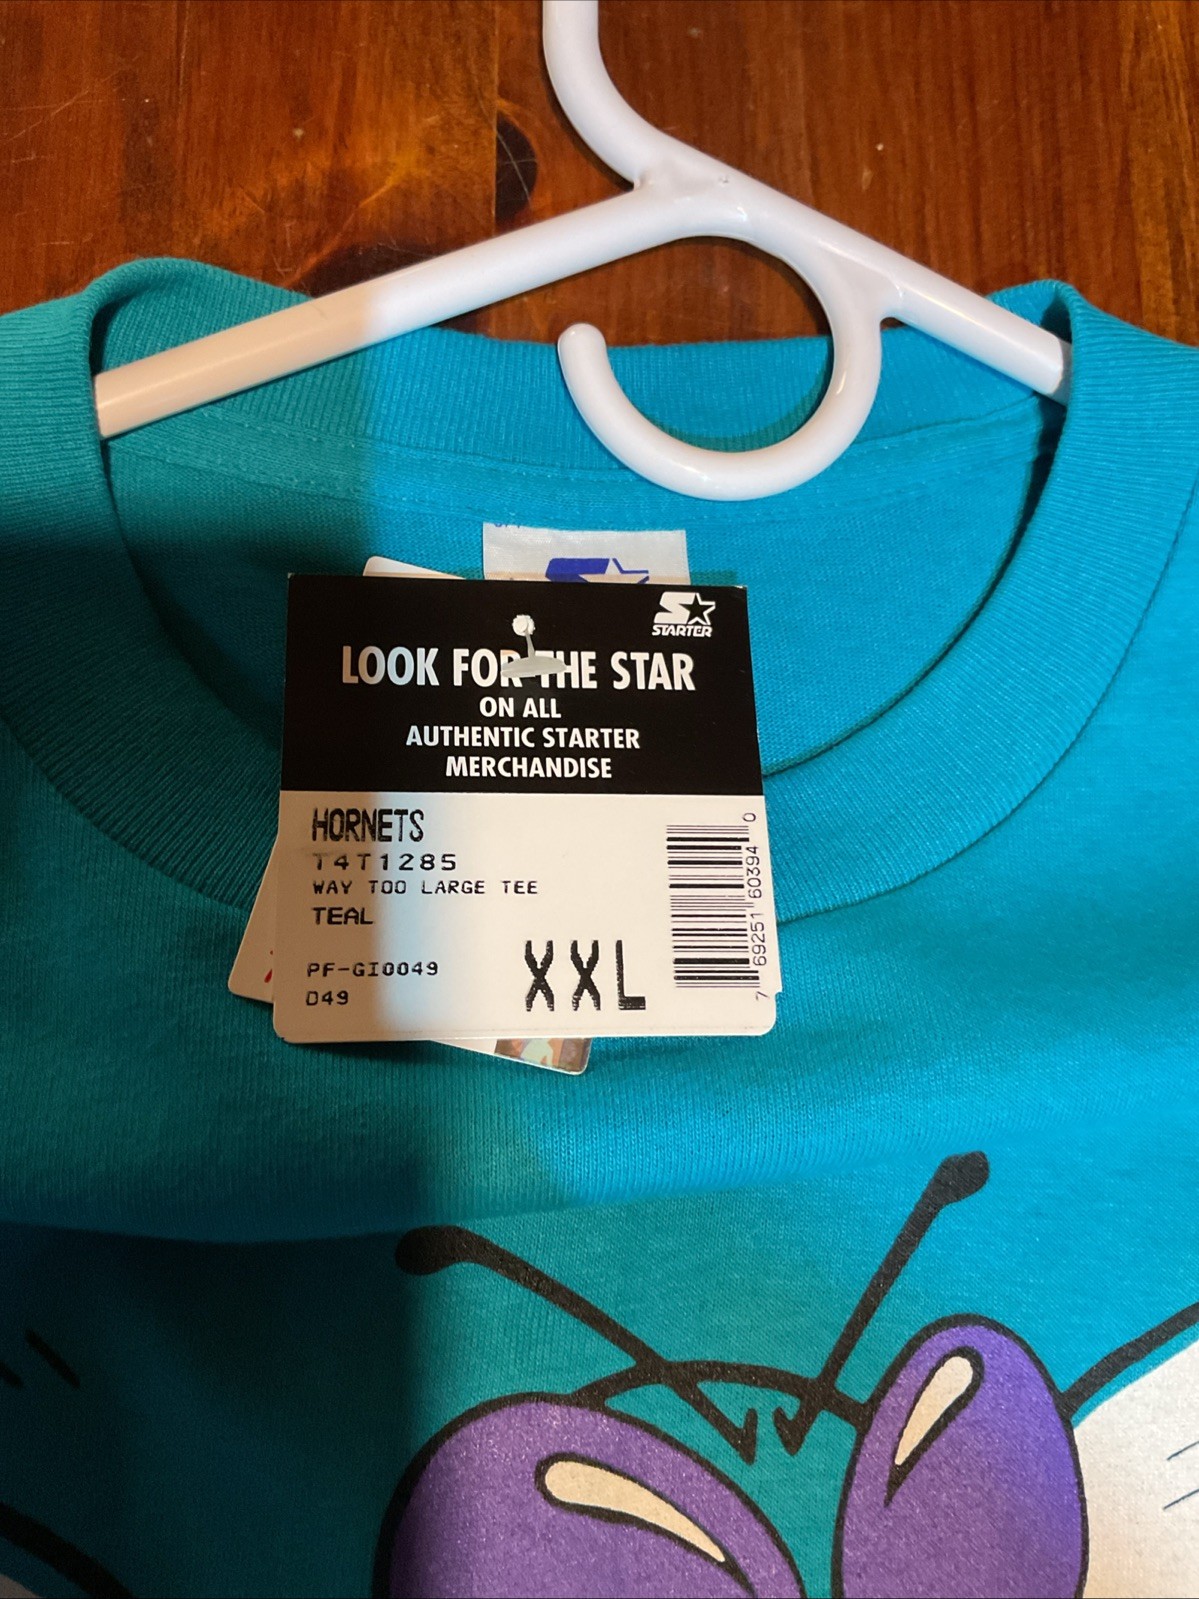 STARTER
LOOK FOR THE STAR
ON ALL
AUTHENTIC STARTER
MERCHANDISE
HORNETS
T4T1285
WAY TOO LARGE TEE
TEAL
PF-GI0049
D49
XXL
7 69251 60394 0